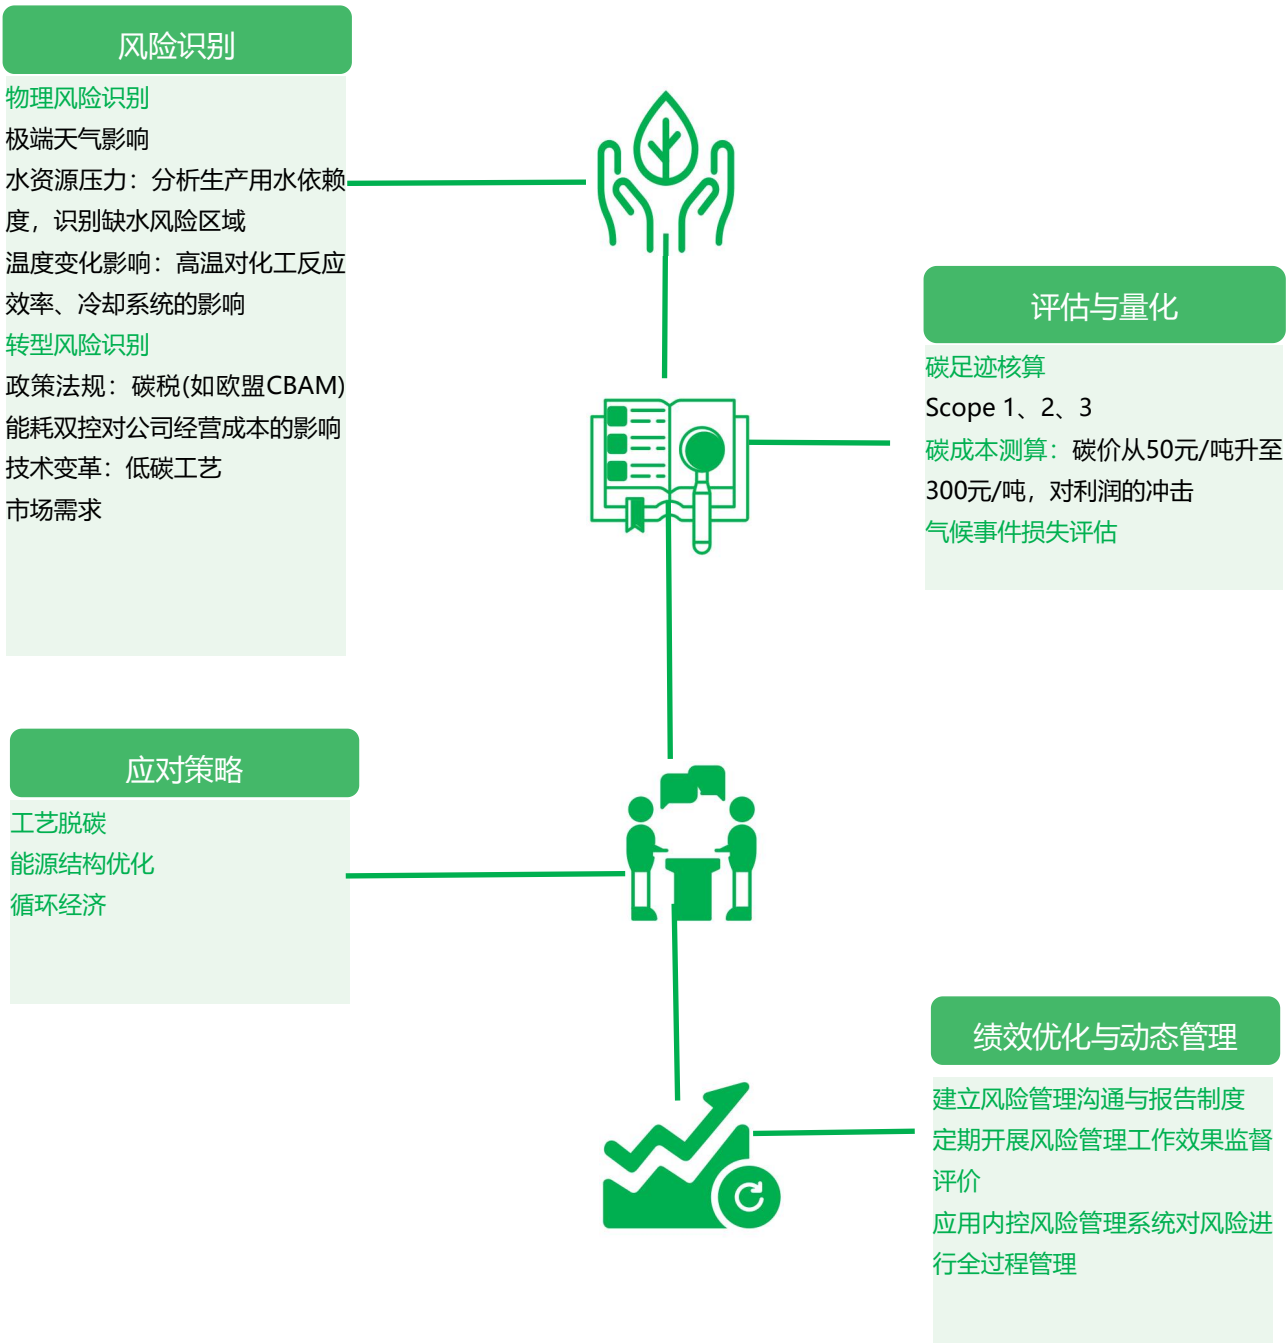 风险识别
物理风险识别
极端天气影响
水资源压力：分析生产用水依赖
度，识别缺水风险区域
温度变化影响：高温对化工反应
效率、冷却系统的影响
转型风险识别
政策法规：碳税(如欧盟CBAM)
能耗双控对公司经营成本的影响
技术变革：低碳工艺
市场需求
评估与量化
碳足迹核算
Scope 1、2、3
碳成本测算：碳价从50元/吨升至
300元/吨，对利润的冲击
气候事件损失评估
应对策略
工艺脱碳
能源结构优化
循环经济
绩效优化与动态管理
建立风险管理沟通与报告制度
定期开展风险管理工作效果监督
评价
应用内控风险管理系统对风险进
行全过程管理